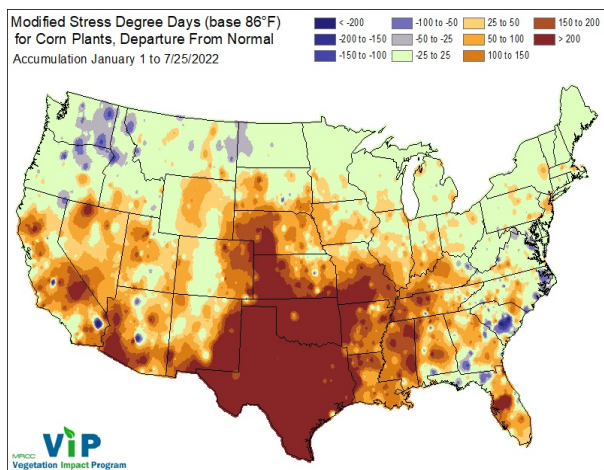 Modified Stress Degree Days (base 86°F)
for Corn Plants, Departure From Normal
Accumulation January 1 to 7/25/2022
< -200
-200 to -150
-150 to -100
-100 to -50
-50 to -25
-25 to 25
25 to 50
50 to 100
100 to 150
150 to 200
> 200
MRCC
ViP
Vegetation Impact Program